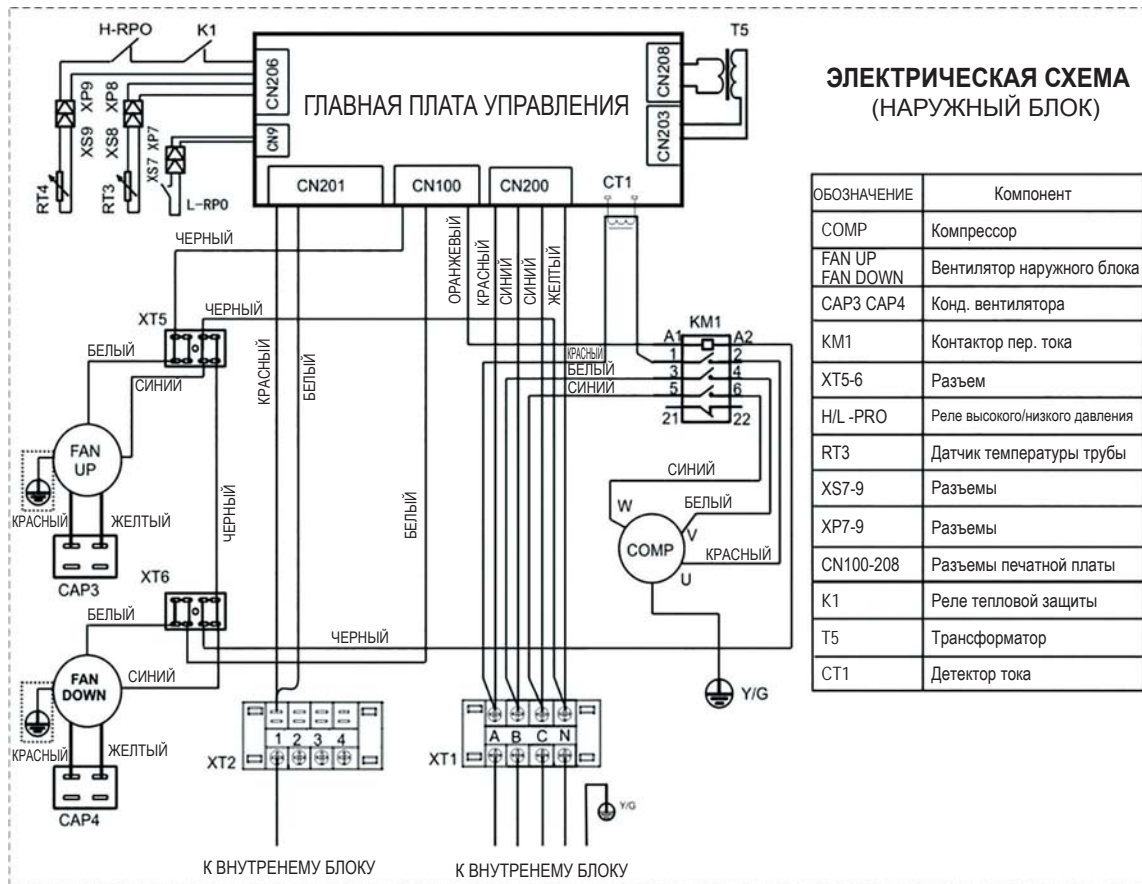 H-RPO
K1
T5
CN206
CN208
ГЛАВНАЯ ПЛАТА УПРАВЛЕНИЯ
XP9
XP8
XS9
XS8
XS7 XP7
CN9
CN203
RT4
RT3
L-RPO
CN201
CN100
CN200
CT1
ЭЛЕКТРИЧЕСКАЯ СХЕМА
(НАРУЖНЫЙ БЛОК)
ОБОЗНАЧЕНИЕ Компонент
COMP Компрессор
FAN UP
FAN DOWN Вентилятор наружного блока
CAP3 CAP4 Конд. вентилятора
KM1 Контактор пер. тока
XT5-6 Разъем
H/L -PRO Реле высокого/низкого давления
RT3 Датчик температуры трубы
XS7-9 Разъемы
XP7-9 Разъемы
CN100-208 Разъемы печатной платы
K1 Реле тепловой защиты
T5 Трансформатор
CT1 Детектор тока
ЧЕРНЫЙ
ОРАНЖЕВЫЙ
КРАСНЫЙ
СИНИЙ
СИНИЙ
ЖЕЛТЫЙ
XT5
ЧЕРНЫЙ
БЕЛЫЙ
СИНИЙ
КРАСНЫЙ
БЕЛЫЙ
KM1
A1 A2
КРАСНЫЙ 1 2
БЕЛЫЙ 3 4
СИНИЙ 5 6
21 22
FAN
UP
КРАСНЫЙ
ЖЕЛТЫЙ
CAP3
ЧЕРНЫЙ
БЕЛЫЙ
СИНИЙ
W
БЕЛЫЙ
V
COMP
КРАСНЫЙ
U
XT6
БЕЛЫЙ
ЧЕРНЫЙ
FAN
DOWN
СИНИЙ
КРАСНЫЙ
ЖЕЛТЫЙ
CAP4
Y/G
1 2 3 4
XT2
A B C N
XT1
Y/G
К ВНУТРЕНЕМУ БЛОКУ
К ВНУТРЕНЕМУ БЛОКУ